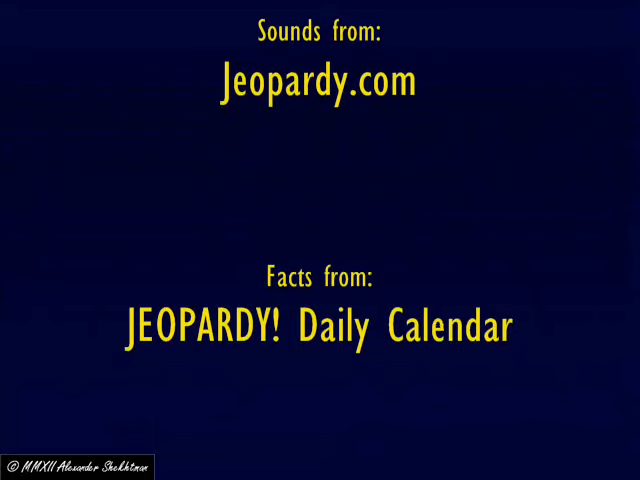 Sounds from:
Jeopardy.com
Facts from:
JEOPARDY! Daily Calendar
© MMXII Alexander Shekhtman